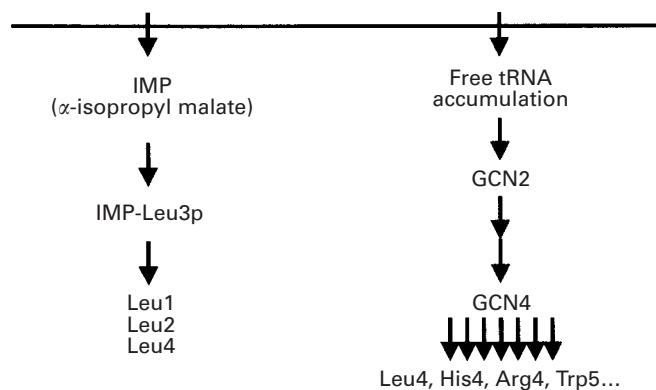 IMP
(α-isopropyl malate)
IMP-Leu3p
Leu1
Leu2
Leu4
Free tRNA
accumulation
GCN2
GCN4
Leu4, His4, Arg4, Trp5...